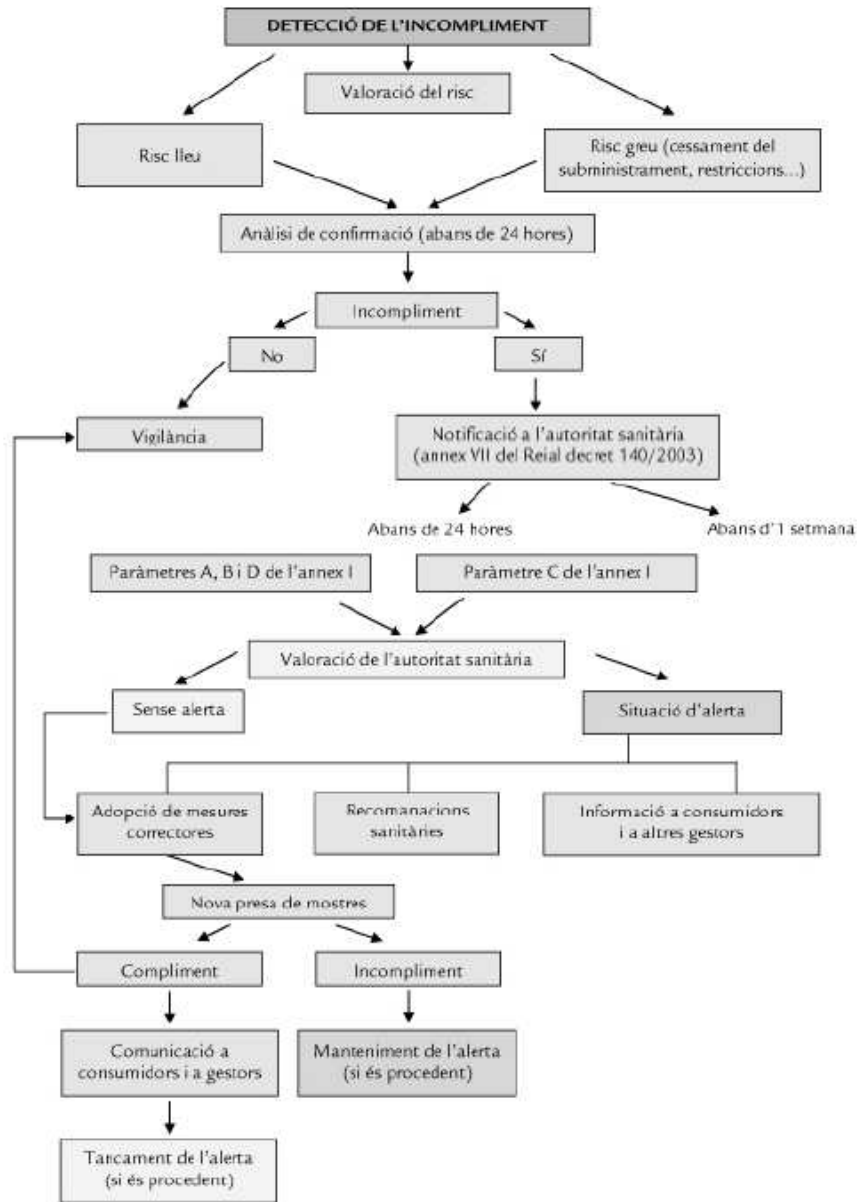 DETECCIÓ DE L'INCOMPLIMENT
Valoració del risc
Risc lleu
Risc greu (cessament del
subministrament, restriccions...)
Anàlisi de confirmació (abans de 24 hores)
Incompliment
No
Sí
Vigilància
Notificació a l'autoritat sanitària
(annex VII del Reial decret 140/2003)
Abans de 24 hores
Abans d'1 setmana
Paràmetres A, B i D de l'annex I
Paràmetre C de l'annex I
Valoració de l'autoritat sanitària
Sense alerta
Situació d'alerta
Adopció de mesures
correctores
Recomanacions
sanitàries
Informació a consumidors
i a altres gestors
Nova presa de mostres
Compliment
Incompliment
Comunicació a
consumidors i a gestors
Manteniment de l'alerta
(si és procedent)
Tancament de l'alerta
(si és procedent)